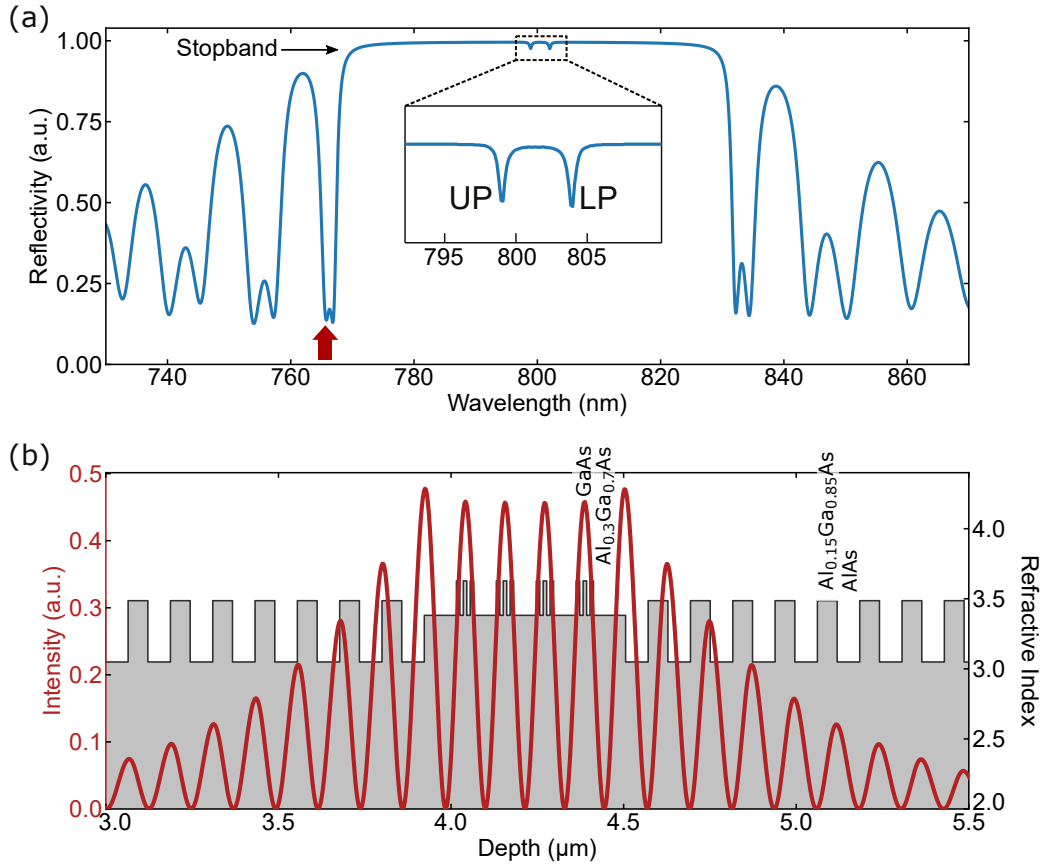 (a)
1.00
0.75
0.50
0.25
0.00
Reflectivity (a.u.)
Stopband
UP
LP
795
800
805
740
760
780
800
820
840
860
Wavelength (nm)
(b)
0.5
0.4
0.3
0.2
0.1
0.0
Intensity (a.u.)
GaAs
Al0.3Ga0.7As
Al0.15Ga0.85As
AlAs
4.0
3.5
3.0
2.5
2.0
Refractive Index
3.0
3.5
4.0
4.5
5.0
5.5
Depth (μm)